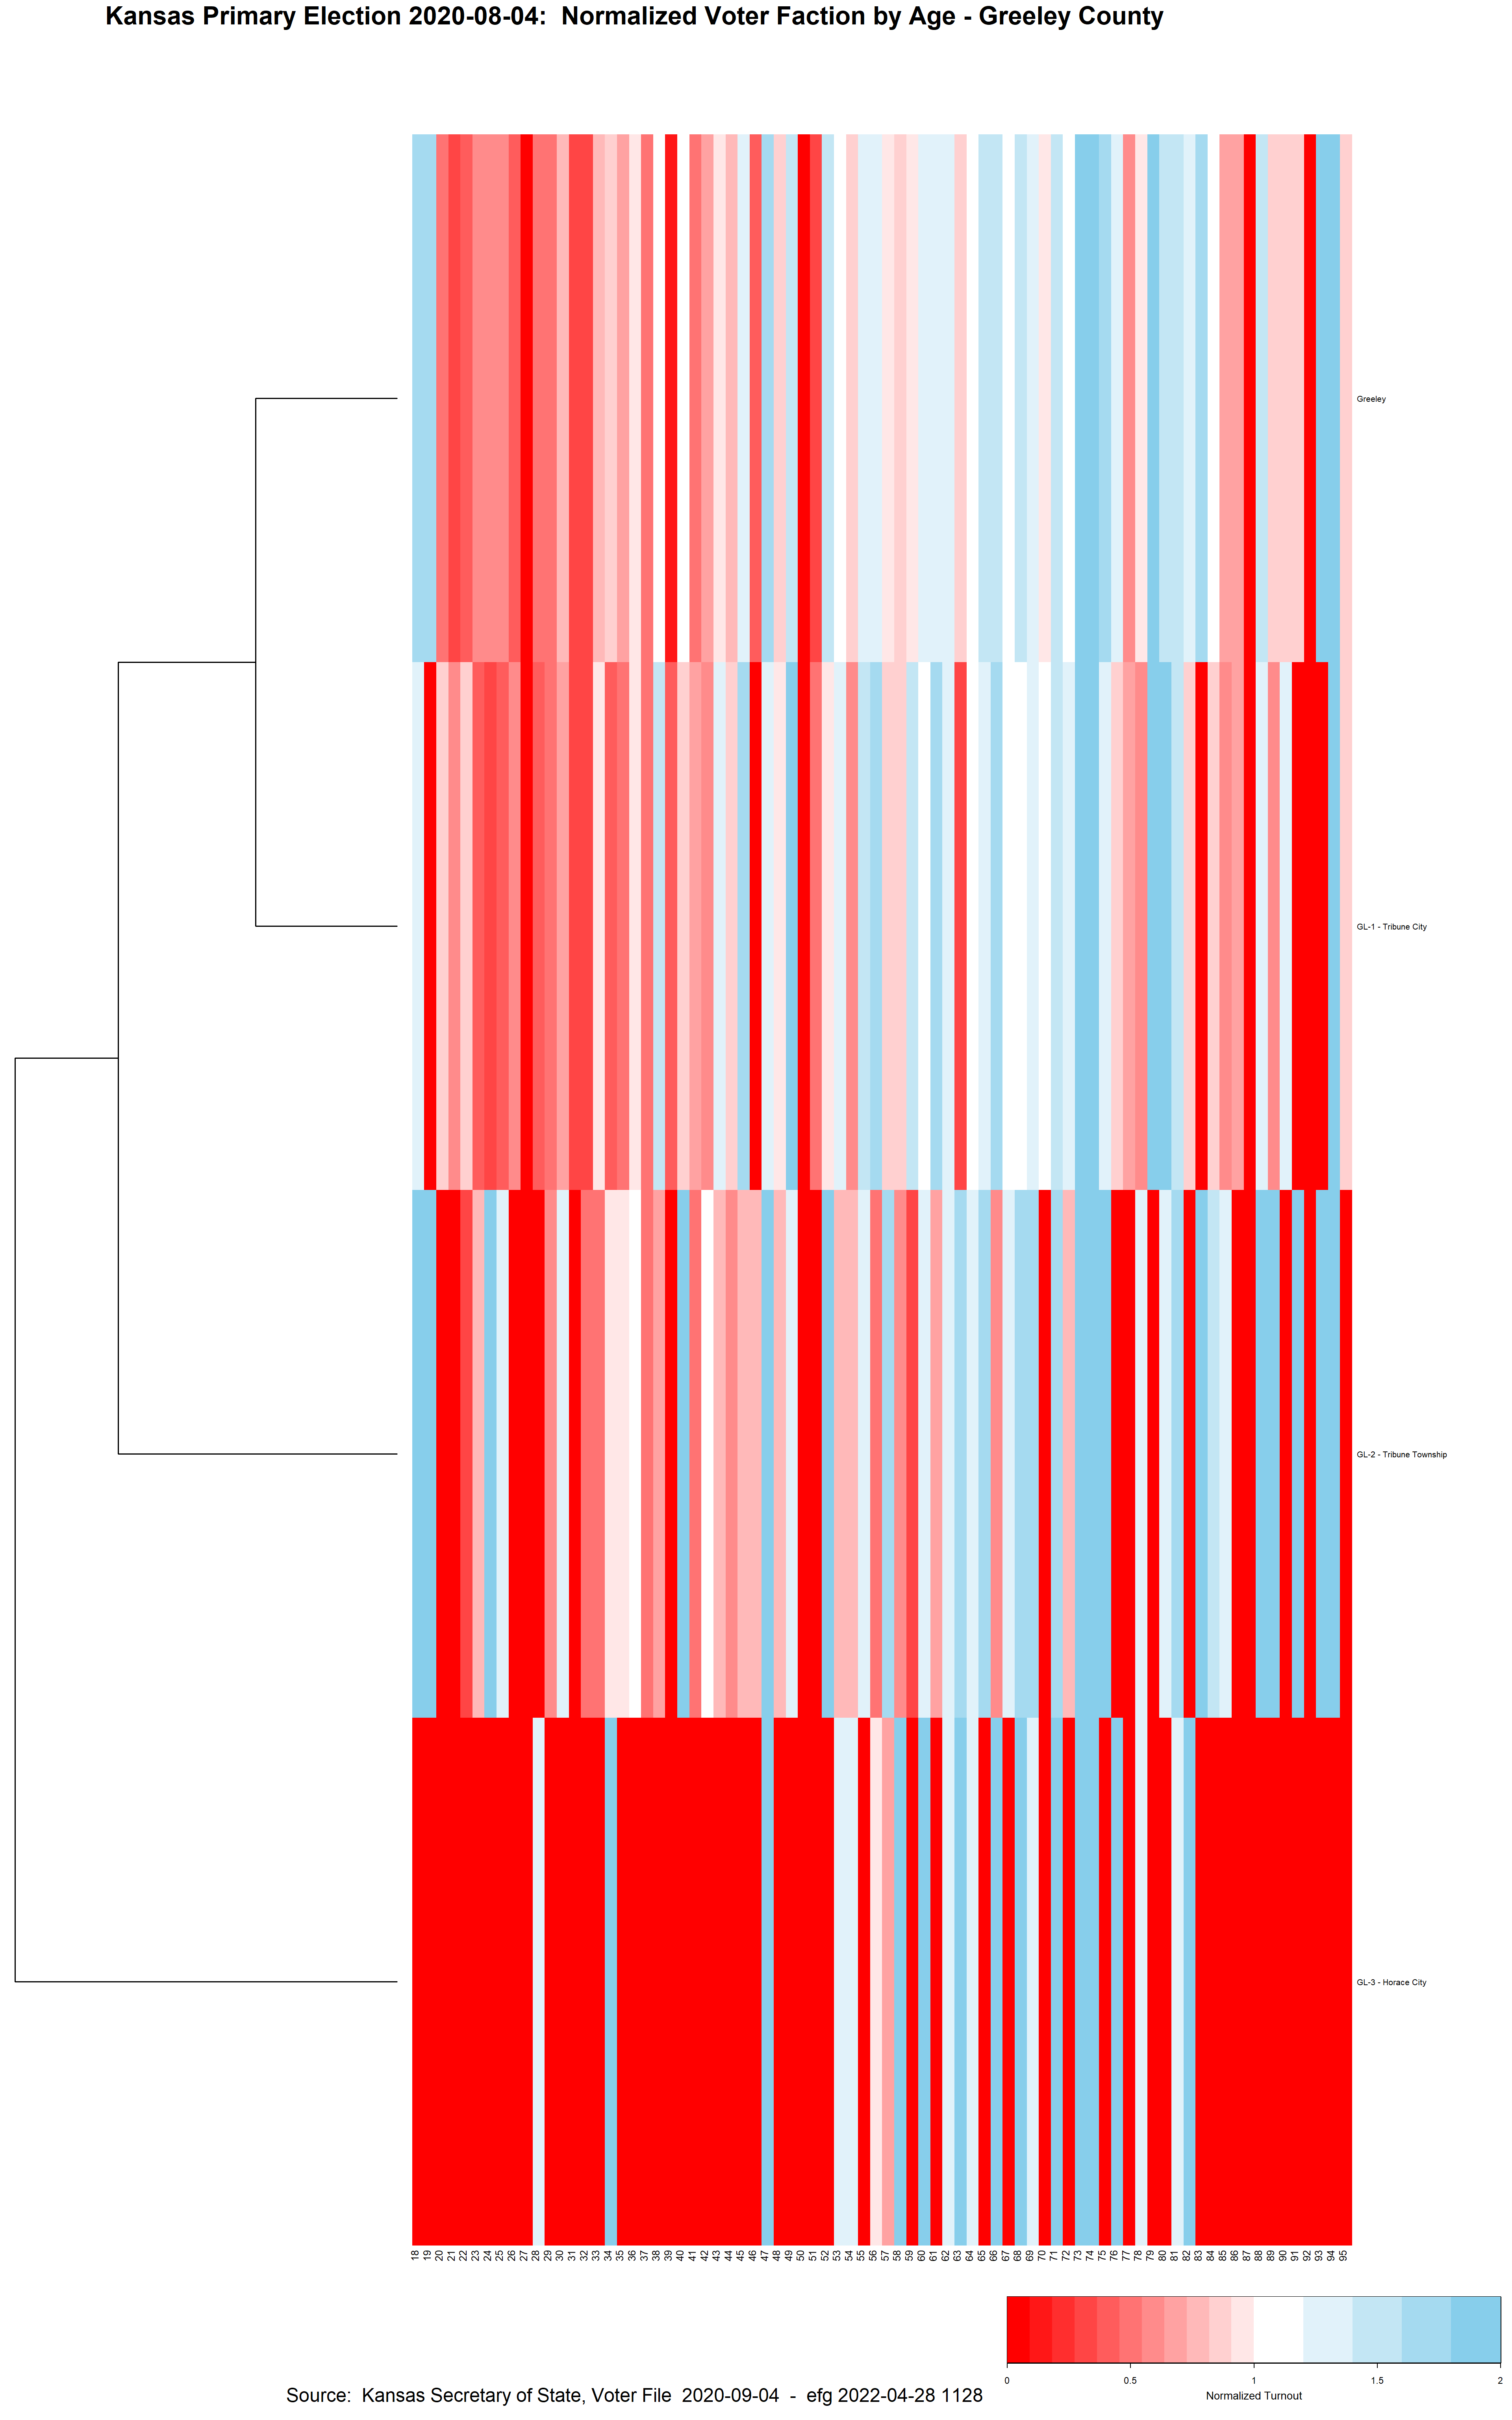 Kansas Primary Election 2020-08-04:  Normalized Voter Faction by Age - Greeley County
Greeley
GL-1 - Tribune City
GL-2 - Tribune Township
GL-3 - Horace City
18 19 20 21 22 23 24 25 26 27 28 29 30 31 32 33 34 35 36 37 38 39 40 41 42 43 44 45 46 47 48 49 50 51 52 53 54 55 56 57 58 59 60 61 62 63 64 65 66 67 68 69 70 71 72 73 74 75 76 77 78 79 80 81 82 83 84 85 86 87 88 89 90 91 92 93 94 95
0 0.5 1 1.5 2
Normalized Turnout
Source:  Kansas Secretary of State, Voter File  2020-09-04  -  efg 2022-04-28 1128